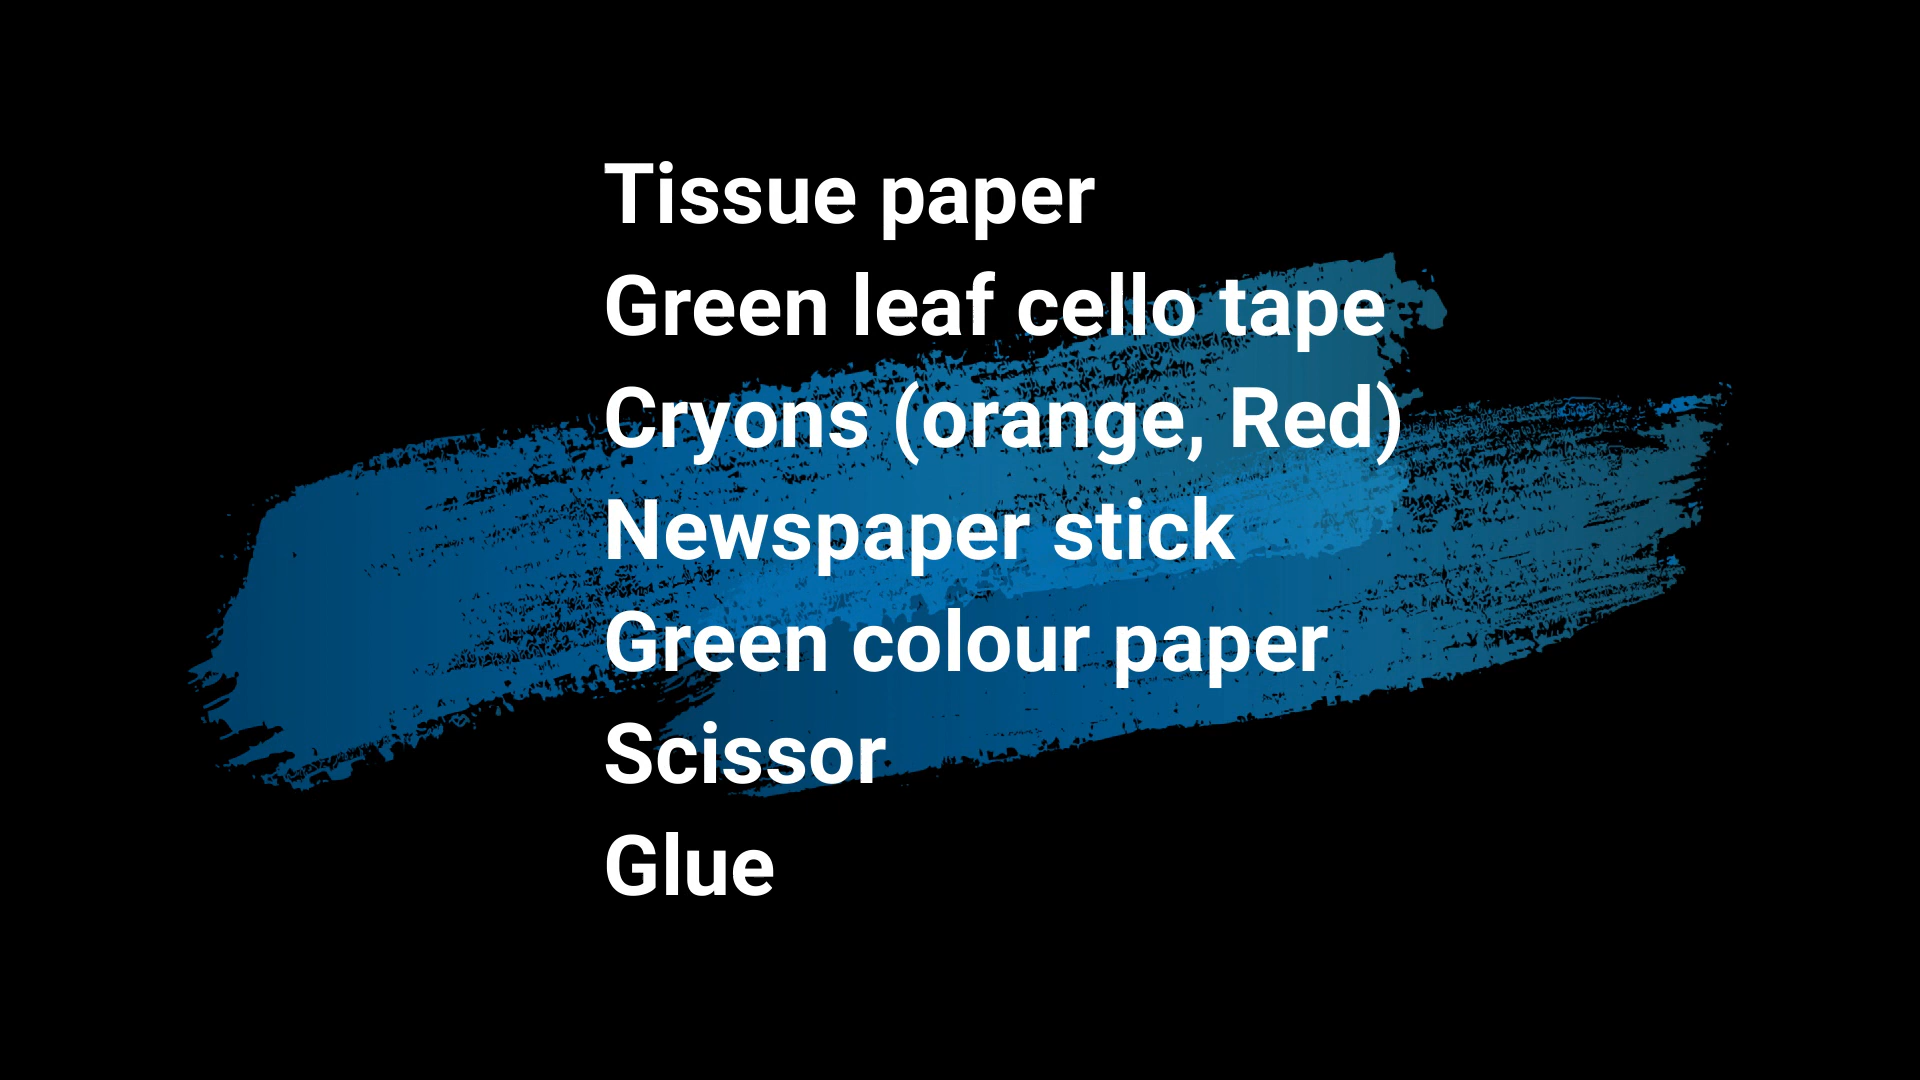 Tissue paper
Green leaf cello tape
Cryons (orange, Red)
Newspaper stick
Green colour paper
Scissor
Glue